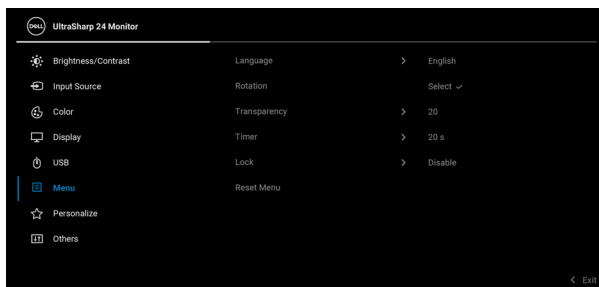 DELL UltraSharp 24 Monitor
Brightness/Contrast Language > English
Input Source Rotation Select ✓
Color Transparency > 20
Display Timer > 20 s
USB Lock > Disable
Menu Reset Menu
Personalize
Others
< Exit